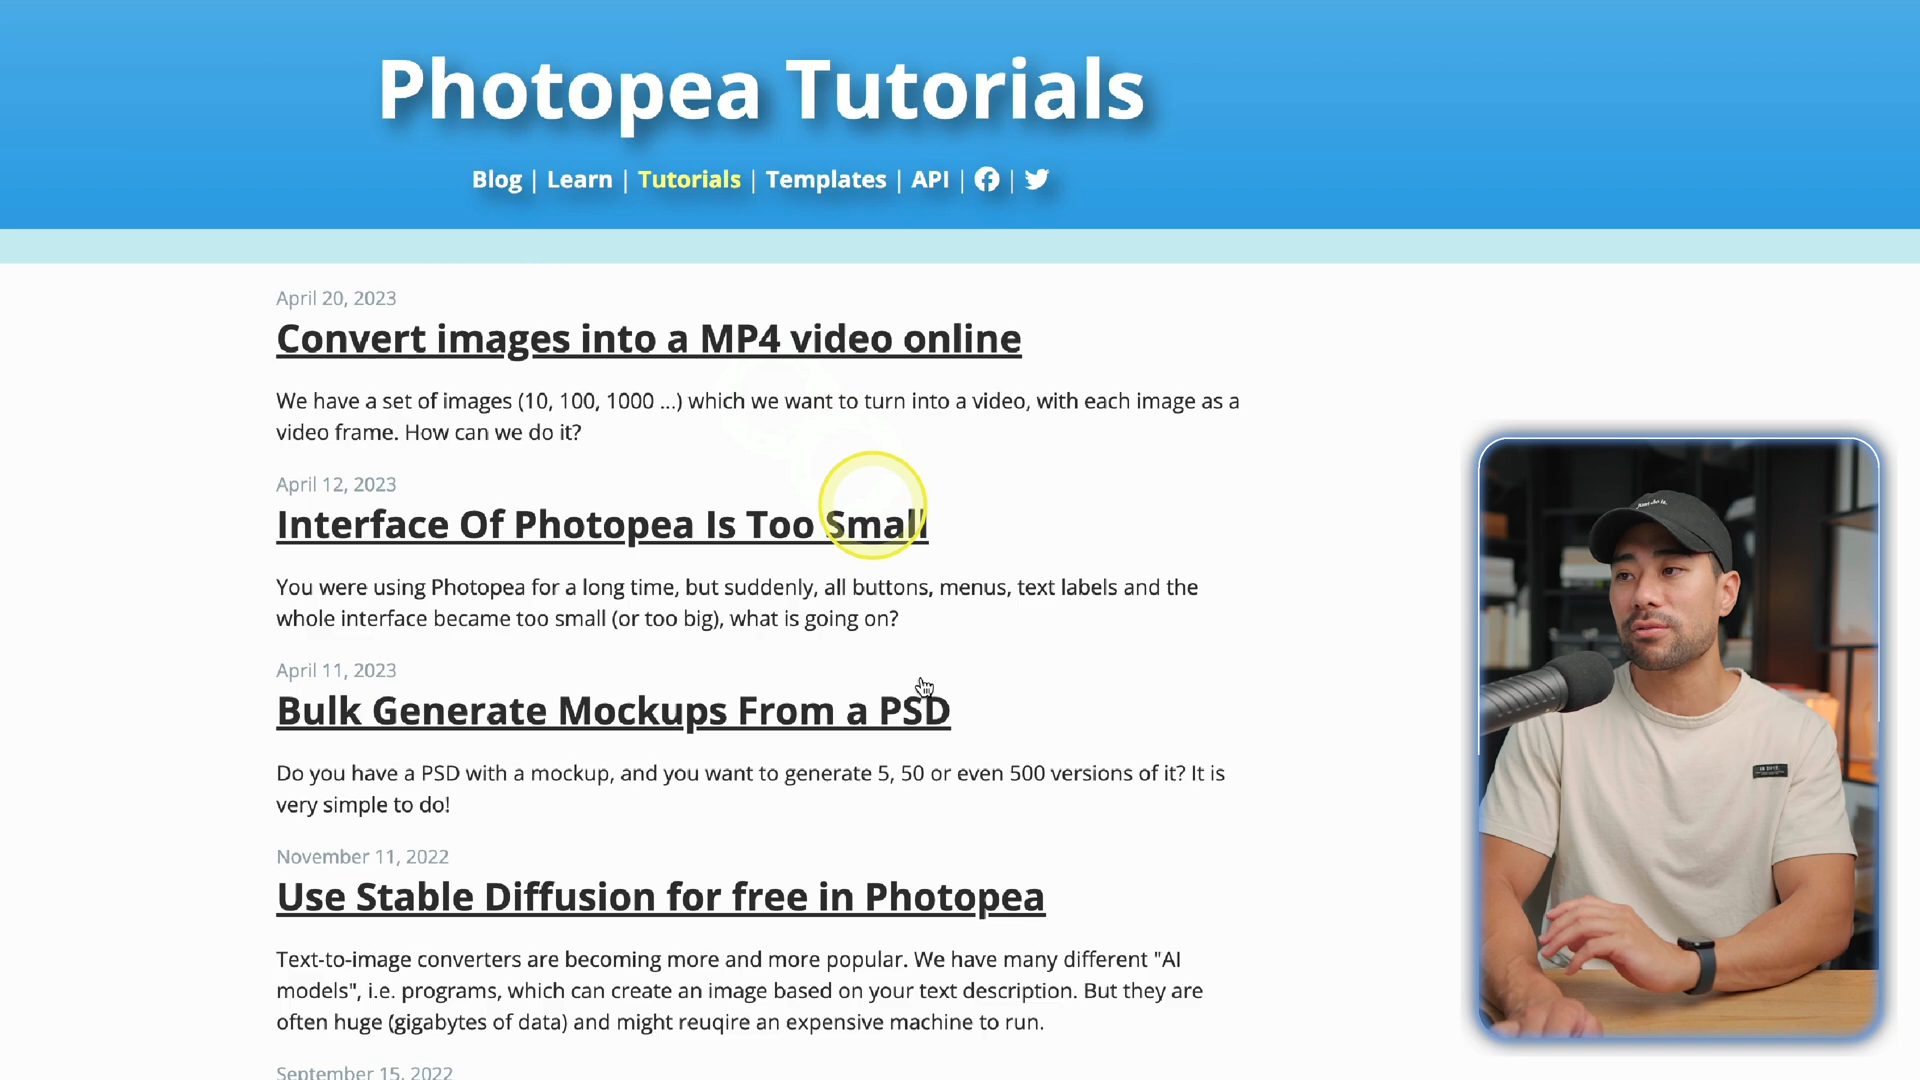 Photopea Tutorials
Blog | Learn | Tutorials | Templates | API | |
April 20, 2023
Convert images into a MP4 video online
We have a set of images (10, 100, 1000 ...) which we want to turn into a video, with each image as a
video frame. How can we do it?
April 12, 2023
Interface Of Photopea Is Too Small
You were using Photopea for a long time, but suddenly, all buttons, menus, text labels and the
whole interface became too small (or too big), what is going on?
April 11, 2023
Bulk Generate Mockups From a PSD
Do you have a PSD with a mockup, and you want to generate 5, 50 or even 500 versions of it? It is
very simple to do!
November 11, 2022
Use Stable Diffusion for free in Photopea
Text-to-image converters are becoming more and more popular. We have many different "AI
models", i.e. programs, which can create an image based on your text description. But they are
often huge (gigabytes of data) and might reuqire an expensive machine to run.
September 15, 2022